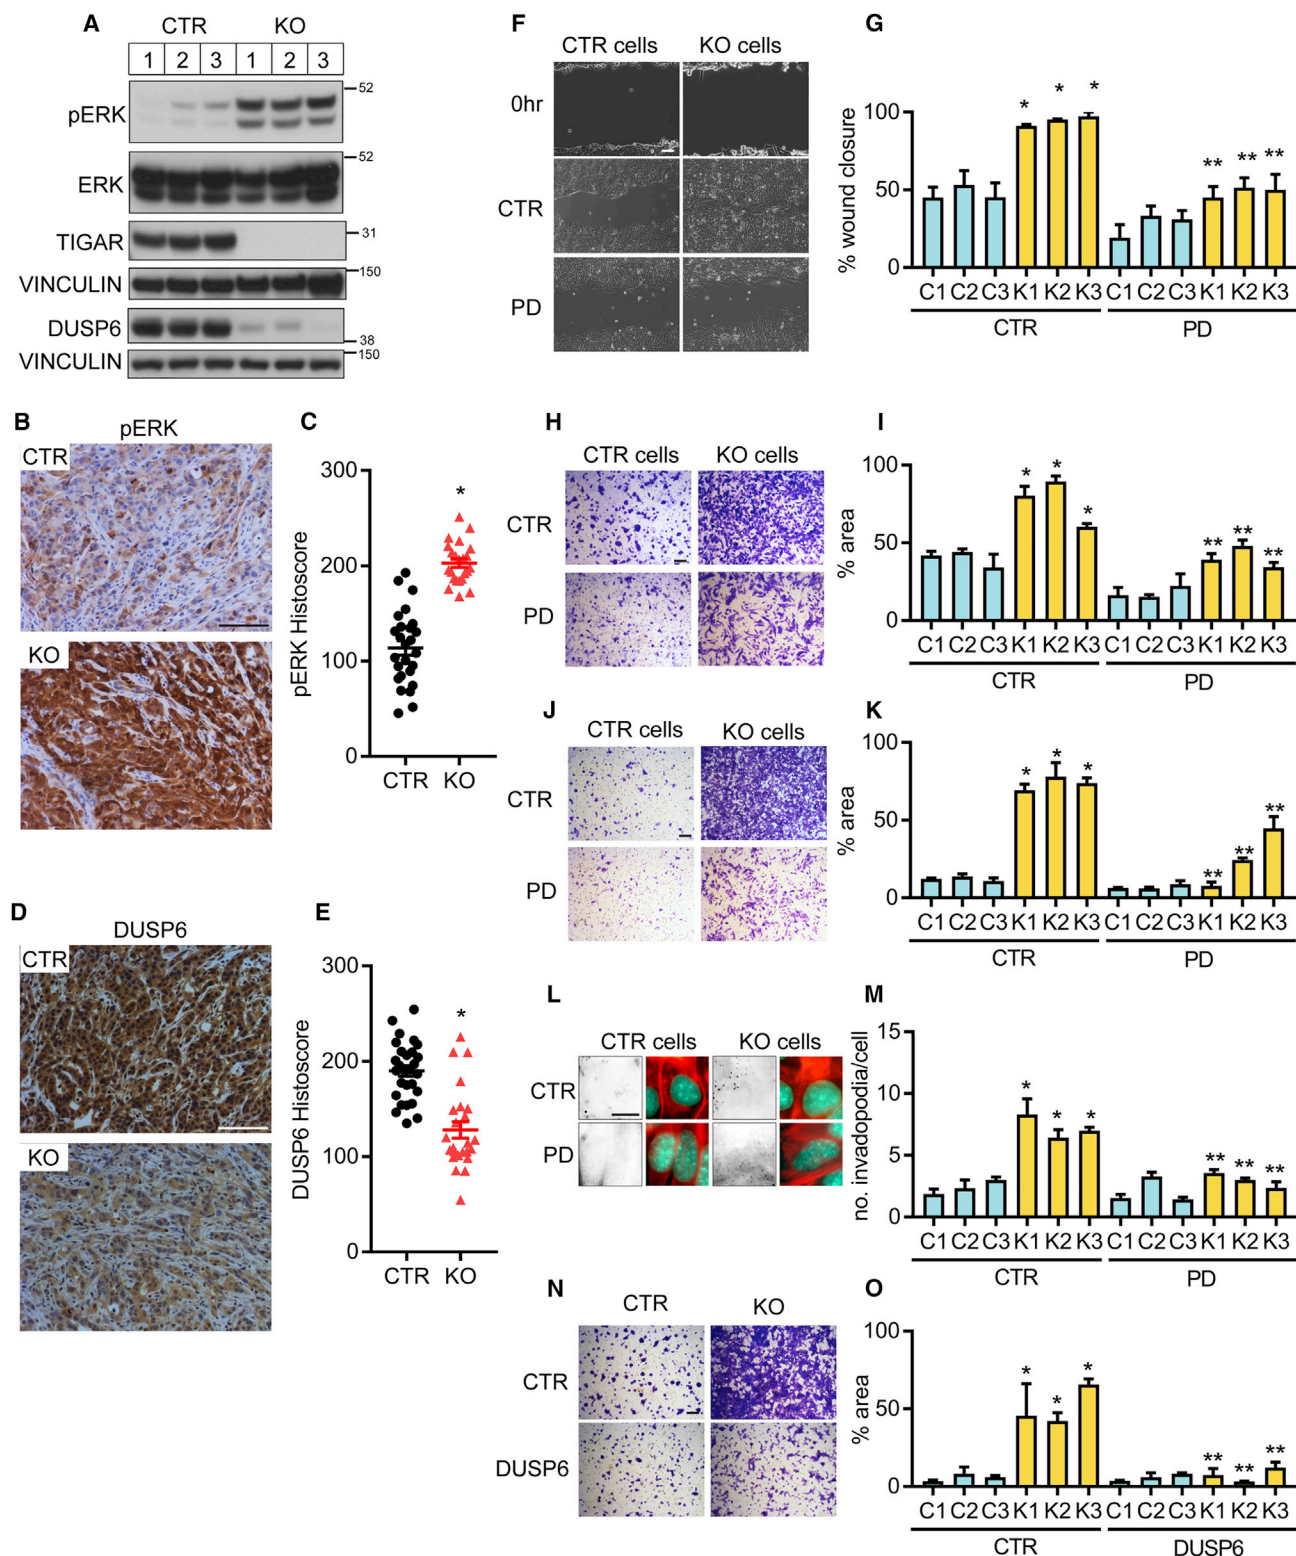 A
CTR KO
1 2 3 1 2 3
pERK
52
ERK
52
TIGAR
31
VINCULIN
150
DUSP6
38
VINCULIN
150
B
pERK
CTR
KO
C
pERK Histoscore
300
200
100
0
*
CTR KO
D
DUSP6
CTR
KO
E
DUSP6 Histoscore
300
200
100
0
*
CTR KO
F
CTR cells KO cells
0hr
CTR
PD
G
% wound closure
100
50
0
* * *
** ** **
C1 C2 C3 K1 K2 K3 C1 C2 C3 K1 K2 K3
CTR PD
H
CTR cells KO cells
CTR
PD
I
% area
100
50
0
* * *
** ** **
C1 C2 C3 K1 K2 K3 C1 C2 C3 K1 K2 K3
CTR PD
J
CTR cells KO cells
CTR
PD
K
% area
100
50
0
* * *
** ** **
C1 C2 C3 K1 K2 K3 C1 C2 C3 K1 K2 K3
CTR PD
L
CTR cells KO cells
CTR
PD
M
no. invadopodia/cell
15
10
5
0
* * *
** ** **
C1 C2 C3 K1 K2 K3 C1 C2 C3 K1 K2 K3
CTR PD
N
CTR KO
CTR
DUSP6
O
% area
100
50
0
* * *
** ** **
C1 C2 C3 K1 K2 K3 C1 C2 C3 K1 K2 K3
CTR DUSP6